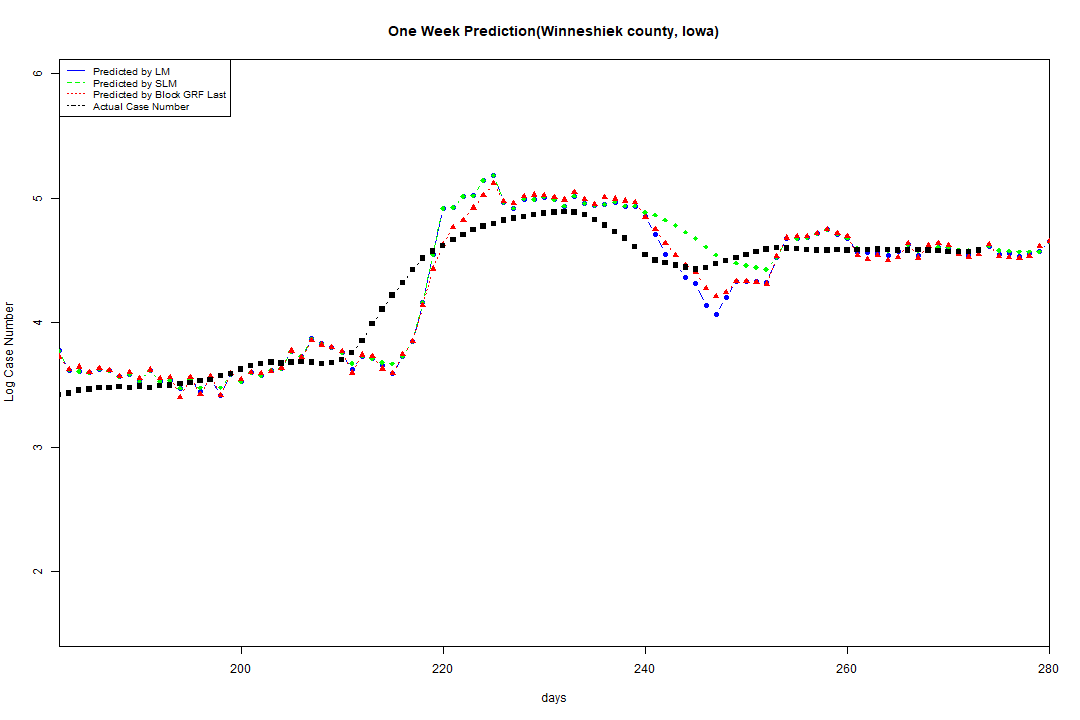 One Week Prediction(Winneshiek county, Iowa)
6
Predicted by LM
Predicted by SLM
Predicted by Block GRF Last
Actual Case Number
5
4
3
2
Log Case Number
200
220
240
260
280
days